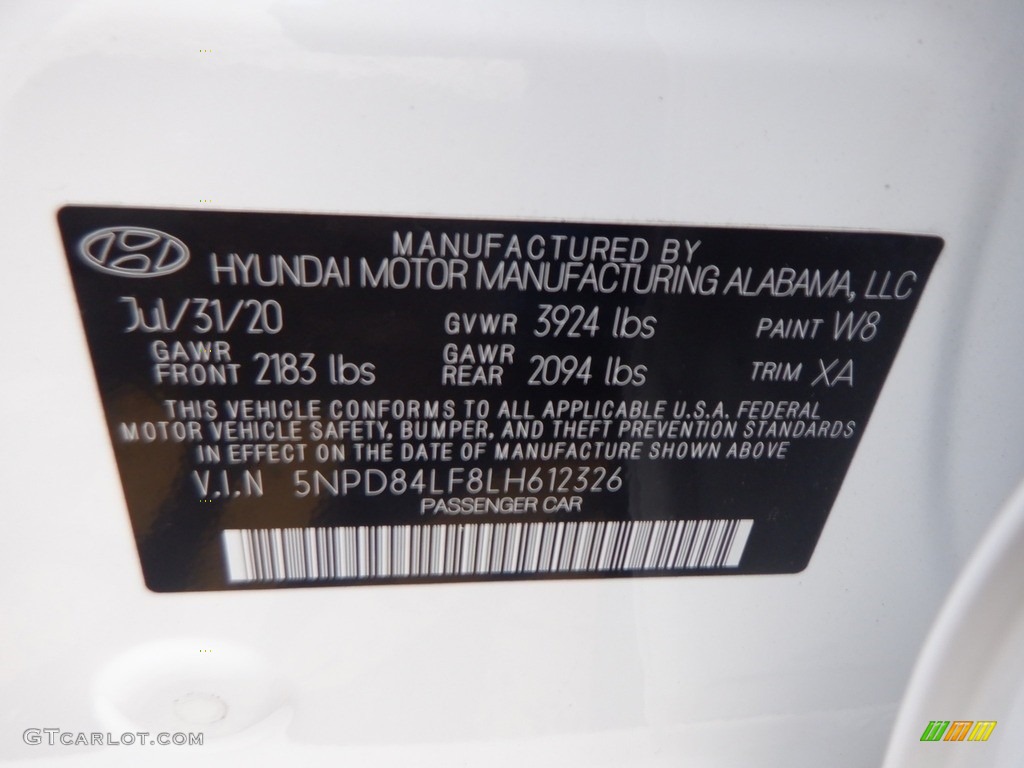 MANUFACTURED BY
HYUNDAI MOTOR MANUFACTURING ALABAMA, LLC
Jul/31/20 GVWR 3924 lbs PAINT W8
GAWR FRONT 2183 lbs GAWR REAR 2094 lbs TRIM XA
THIS VEHICLE CONFORMS TO ALL APPLICABLE U.S.A. FEDERAL
MOTOR VEHICLE SAFETY, BUMPER, AND THEFT PREVENTION STANDARDS
IN EFFECT ON THE DATE OF MANUFACTURE SHOWN ABOVE
V.I.N 5NPD84LF8LH612326
PASSENGER CAR
GTCARLOT.COM